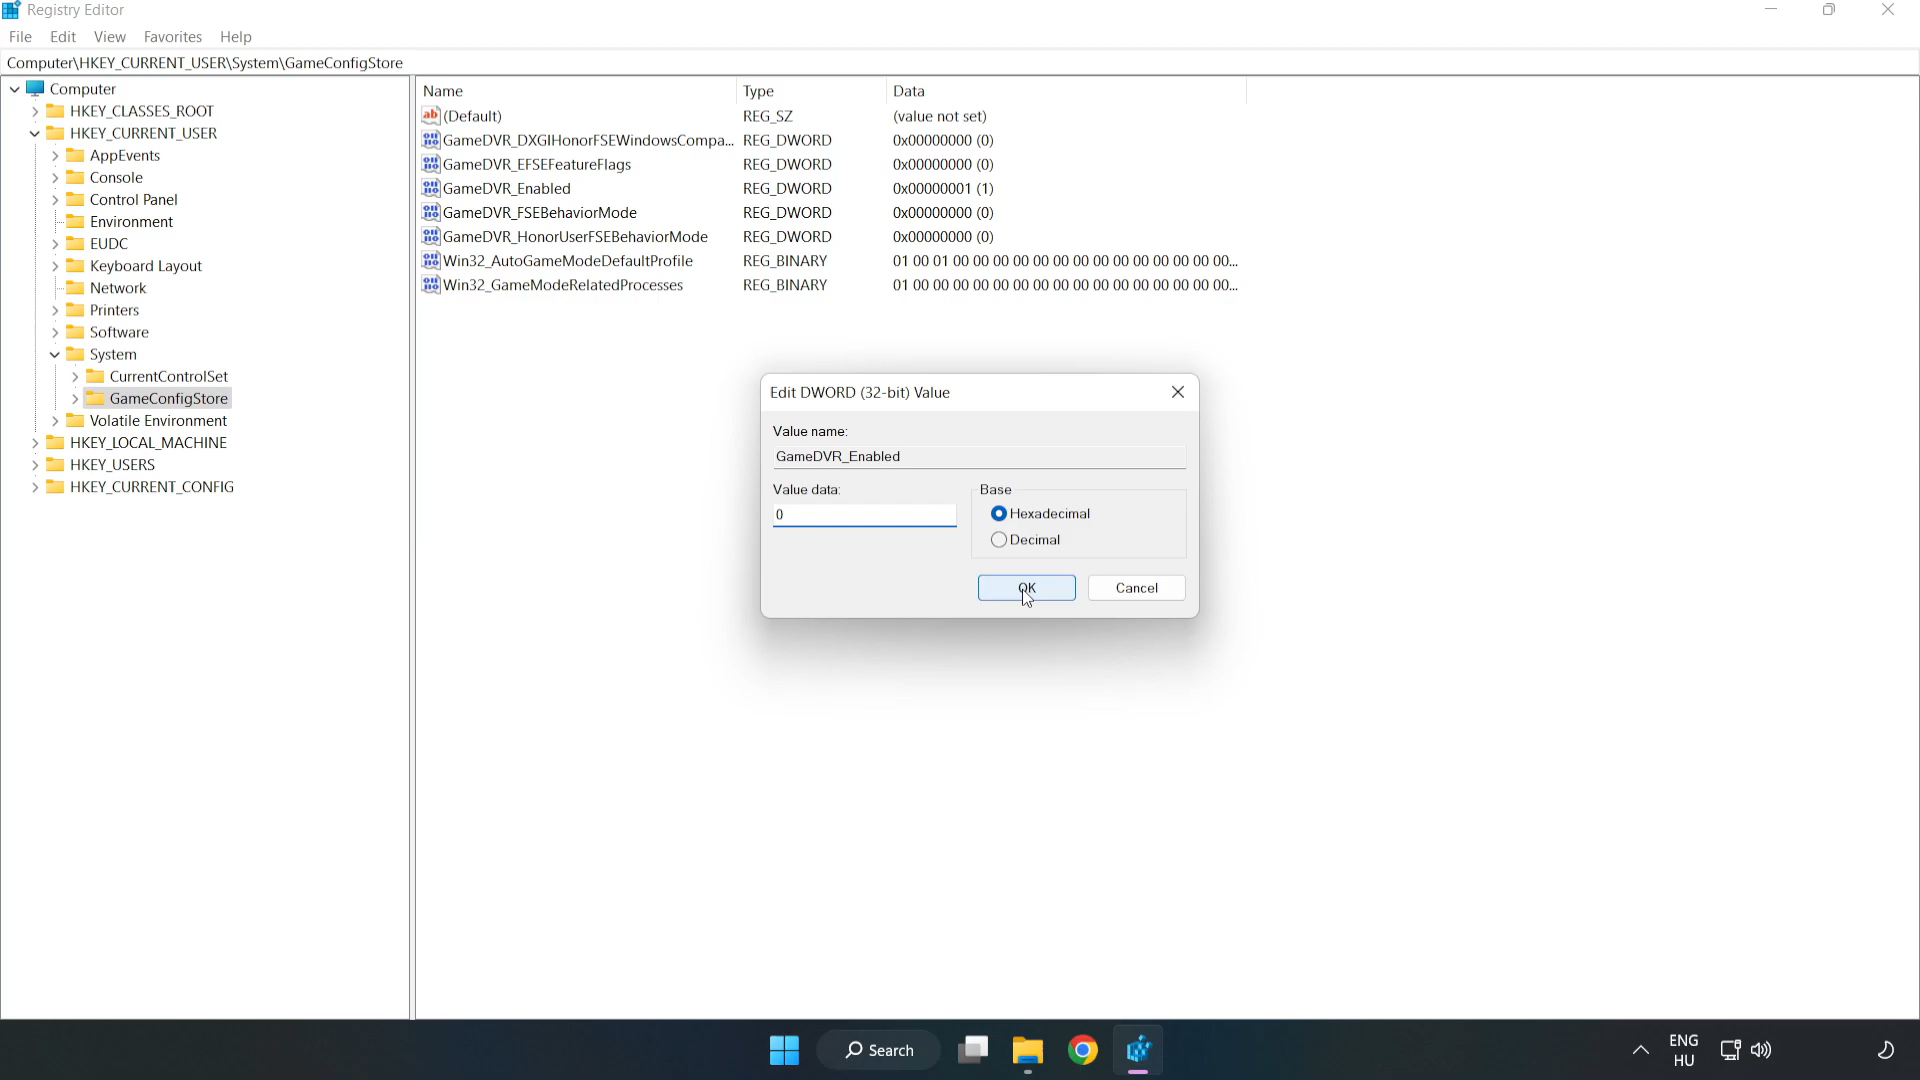 Registry Editor
File Edit View Favorites Help
Computer\HKEY_CURRENT_USER\System\GameConfigStore
Computer
HKEY_CLASSES_ROOT
HKEY_CURRENT_USER
AppEvents
Console
Control Panel
Environment
EUDC
Keyboard Layout
Network
Printers
Software
System
CurrentControlSet
GameConfigStore
Volatile Environment
HKEY_LOCAL_MACHINE
HKEY_USERS
HKEY_CURRENT_CONFIG
Name Type Data
(Default) REG_SZ (value not set)
GameDVR_DXGIHonorFSEWindowsCompa... REG_DWORD 0x00000000 (0)
GameDVR_EFSEFeatureFlags REG_DWORD 0x00000000 (0)
GameDVR_Enabled REG_DWORD 0x00000001 (1)
GameDVR_FSEBehaviorMode REG_DWORD 0x00000000 (0)
GameDVR_HonorUserFSEBehaviorMode REG_DWORD 0x00000000 (0)
Win32_AutoGameModeDefaultProfile REG_BINARY 01 00 01 00 00 00 00 00 00 00 00 00 00 00 00 00 00...
Win32_GameModeRelatedProcesses REG_BINARY 01 00 00 00 00 00 00 00 00 00 00 00 00 00 00 00 00...
Edit DWORD (32-bit) Value
Value name:
GameDVR_Enabled
Value data: Base
0 Hexadecimal
Decimal
OK Cancel
Search
ENG
HU